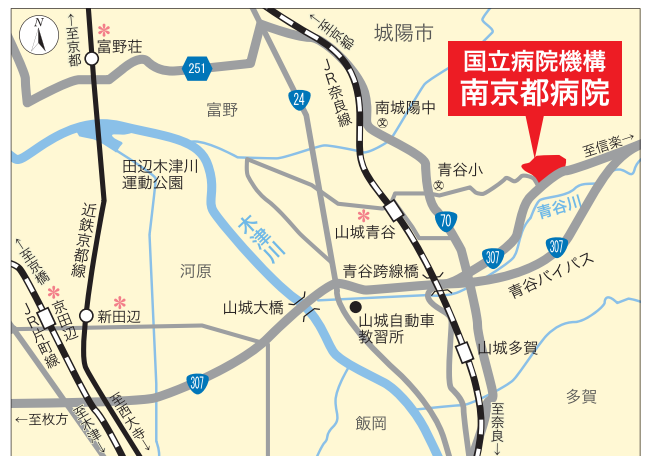 N
←至京都
＊
富野荘
251
富野
←至京都
JR奈良線
城陽市
24
南城陽中
文
国立病院機構
南京都病院
至信楽→
青谷小
文
田辺木津川
運動公園
近鉄京都線
木津川
＊
山城青谷
70
青谷川
307
307
青谷バイパス
河原
青谷跨線橋
←至京橋
＊
京田辺
JR片町線
＊
新田辺
山城大橋
山城自動車
教習所
山城多賀
307
多賀
←至枚方
至木津→
至西大寺→
飯岡
至奈良→